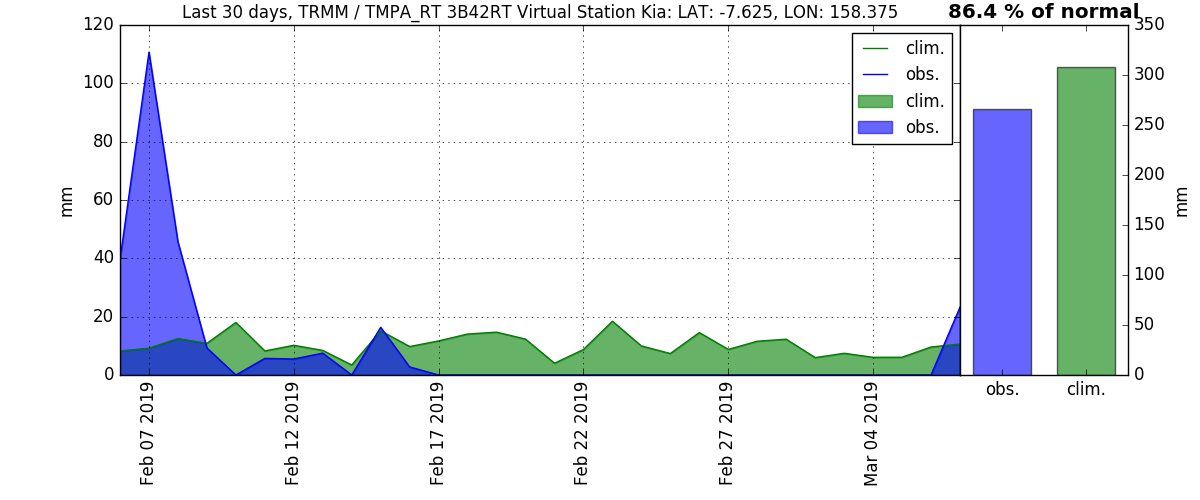 Last 30 days, TRMM / TMPA_RT 3B42RT Virtual Station Kia: LAT: -7.625, LON: 158.375
86.4 % of normal
120
100
80
60
40
20
0
mm
clim.
obs.
clim.
obs.
Feb 07 2019
Feb 12 2019
Feb 17 2019
Feb 22 2019
Feb 27 2019
Mar 04 2019
350
300
250
200
150
100
50
0
mm
obs.
clim.